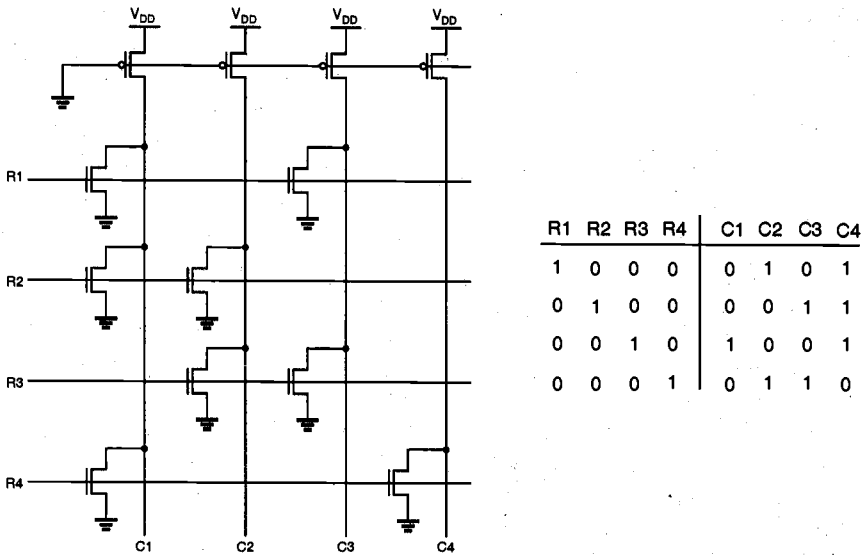 VDD VDD VDD VDD
R1
R2
R3
R4
C1 C2 C3 C4
R1 R2 R3 R4 C1 C2 C3 C4
1 0 0 0 0 1 0 1
0 1 0 0 0 0 1 1
0 0 1 0 1 0 0 1
0 0 0 1 0 1 1 0